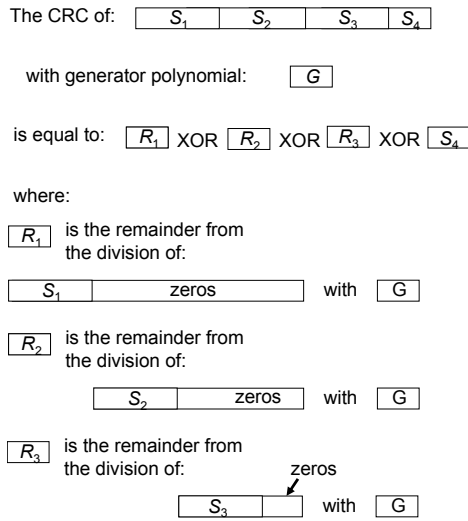 The CRC of: S₁ S₂ S₃ S₄
with generator polynomial: G
is equal to: R₁ XOR R₂ XOR R₃ XOR S₄
where:
R₁ is the remainder from
the division of:
S₁ zeros with G
R₂ is the remainder from
the division of:
S₂ zeros with G
R₃ is the remainder from
the division of:
zeros
S₃ with G